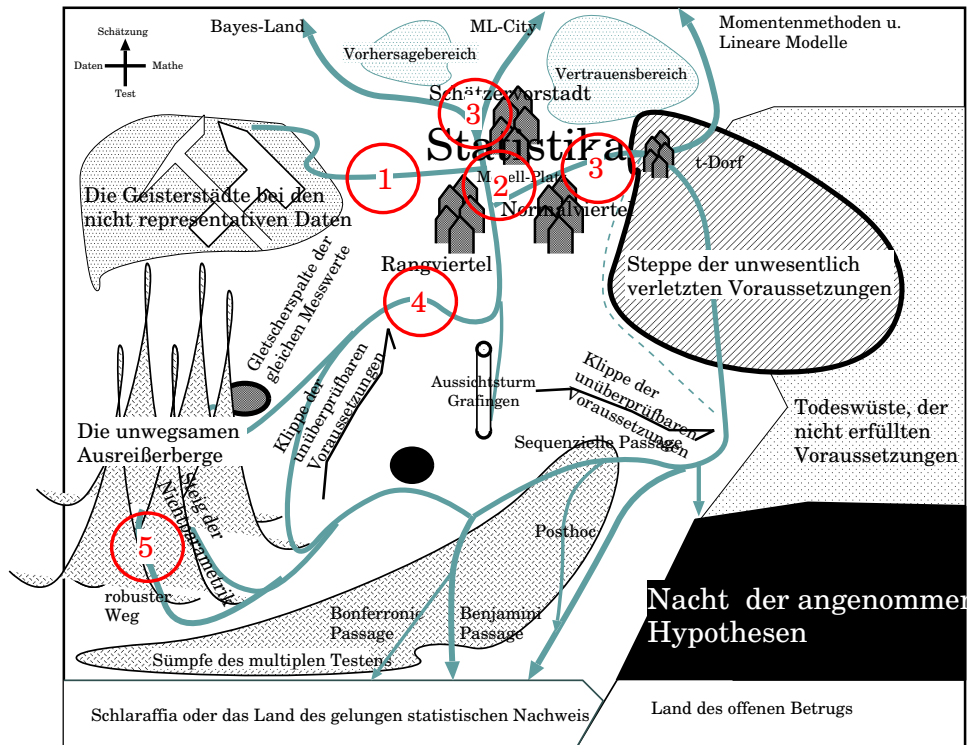 Schätzung
Daten
Mathe
Test
Bayes-Land
ML-City
Momentenmethoden u.
Lineare Modelle
Vorhersagebereich
Vertrauensbereich
Schätzervorstadt
3
Statistika
3
t-Dorf
1
2
Normalviertel
Die Geisterstädte bei den
nicht representativen Daten
Rangviertel
Steppe der unwesentlich
verletzten Voraussetzungen
4
Gletscherspalte der
gleichen Messwerte
Klippe der
unüberprüfbaren
Voraussetzungen
Aussichtsturm
Grafingen
Klippe der
unüberprüfbaren
Voraussetzungen
Todeswüste, der
nicht erfüllten
Voraussetzungen
Die unwegsamen
Ausreißerberge
Sequenzielle Passage
Steig der
Nichtparametrik
5
Posthoc
robuster
Weg
Bonferronie
Passage
Benjamini
Passage
Nacht der angenommen
Hypothesen
Sümpfe des multiplen Testens
Schlaraffia oder das Land des gelungen statistischen Nachweis
Land des offenen Betrugs